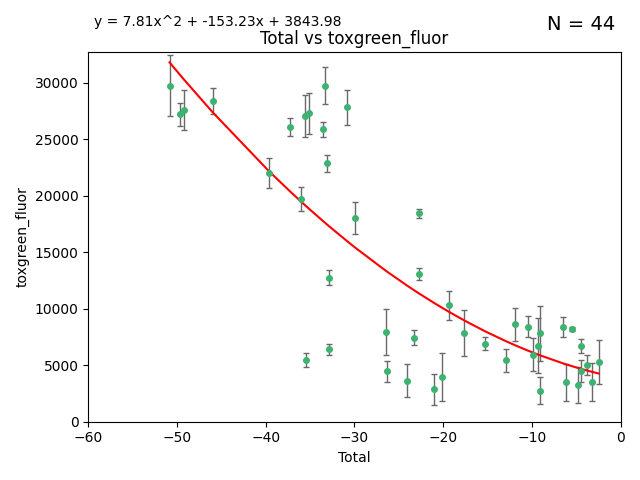 y = 7.81x^2 + -153.23x + 3843.98
N = 44
Total vs toxgreen_fluor
30000
25000
20000
15000
10000
5000
0
toxgreen_fluor
−60
−50
−40
−30
−20
−10
0
Total